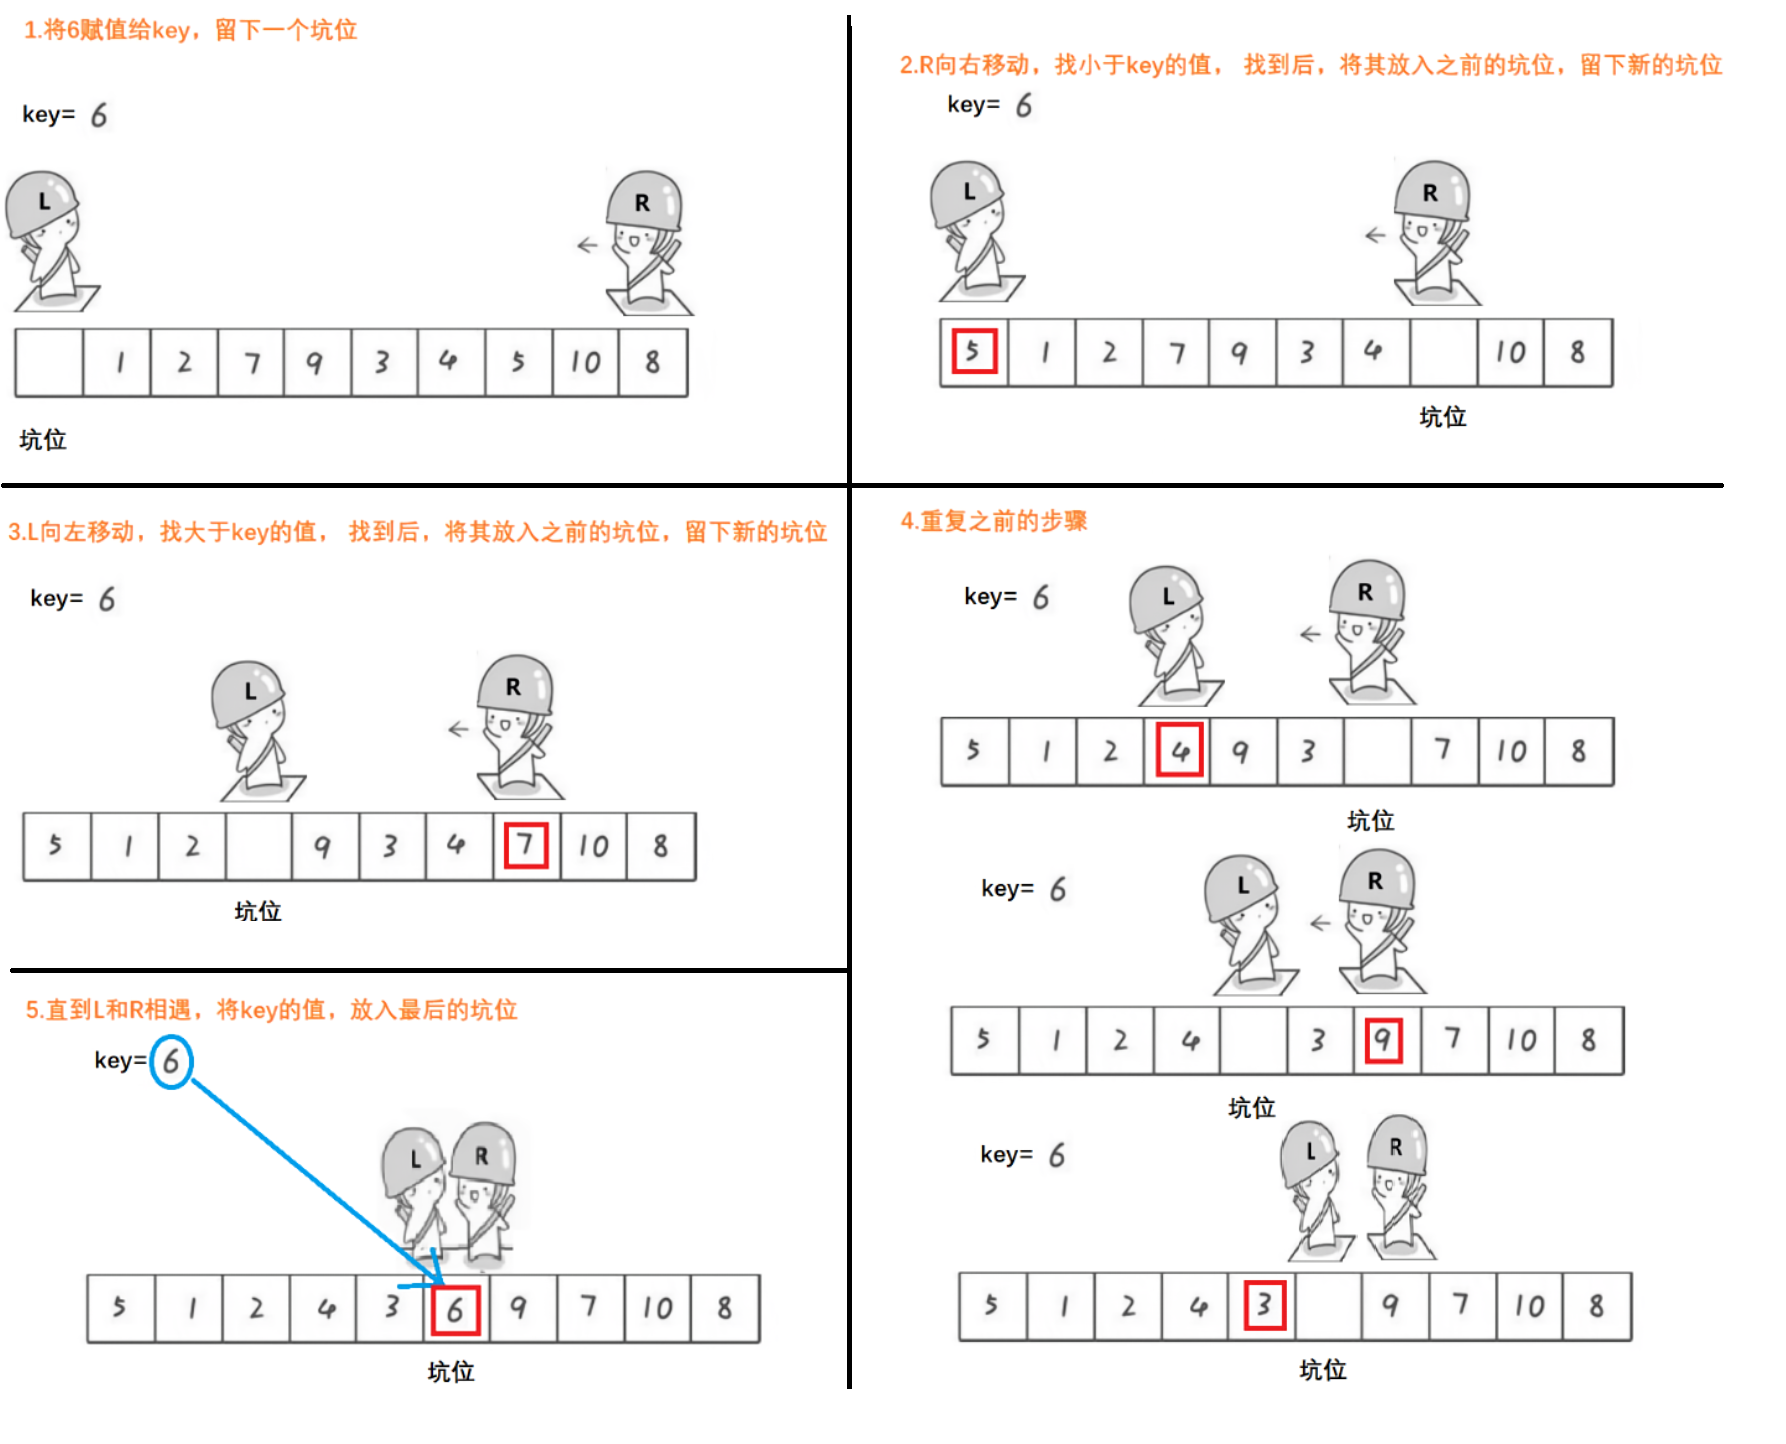 1.将6赋值给key，留下一个坑位
key= 6
L R
1 2 7 9 3 4 5 10 8
坑位
2.R向右移动，找小于key的值， 找到后，将其放入之前的坑位，留下新的坑位
key= 6
L R
5 1 2 7 9 3 4 10 8
坑位
3.L向左移动，找大于key的值， 找到后，将其放入之前的坑位，留下新的坑位
key= 6
L R
5 1 2 9 3 4 7 10 8
坑位
4.重复之前的步骤
key= 6
L R
5 1 2 4 9 3 7 10 8
坑位
key= 6
L R
5 1 2 4 3 9 7 10 8
坑位
key= 6
L R
5 1 2 4 3 9 7 10 8
坑位
5.直到L和R相遇，将key的值，放入最后的坑位
key= 6
L R
5 1 2 4 3 6 9 7 10 8
坑位